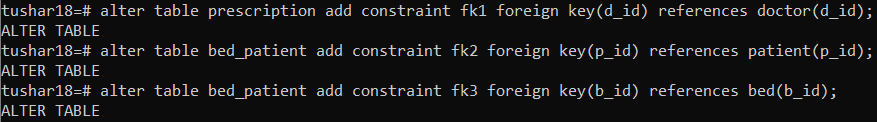 tushar18=# alter table prescription add constraint fk1 foreign key(d_id) references doctor(d_id);
ALTER TABLE
tushar18=# alter table bed_patient add constraint fk2 foreign key(p_id) references patient(p_id);
ALTER TABLE
tushar18=# alter table bed_patient add constraint fk3 foreign key(b_id) references bed(b_id);
ALTER TABLE